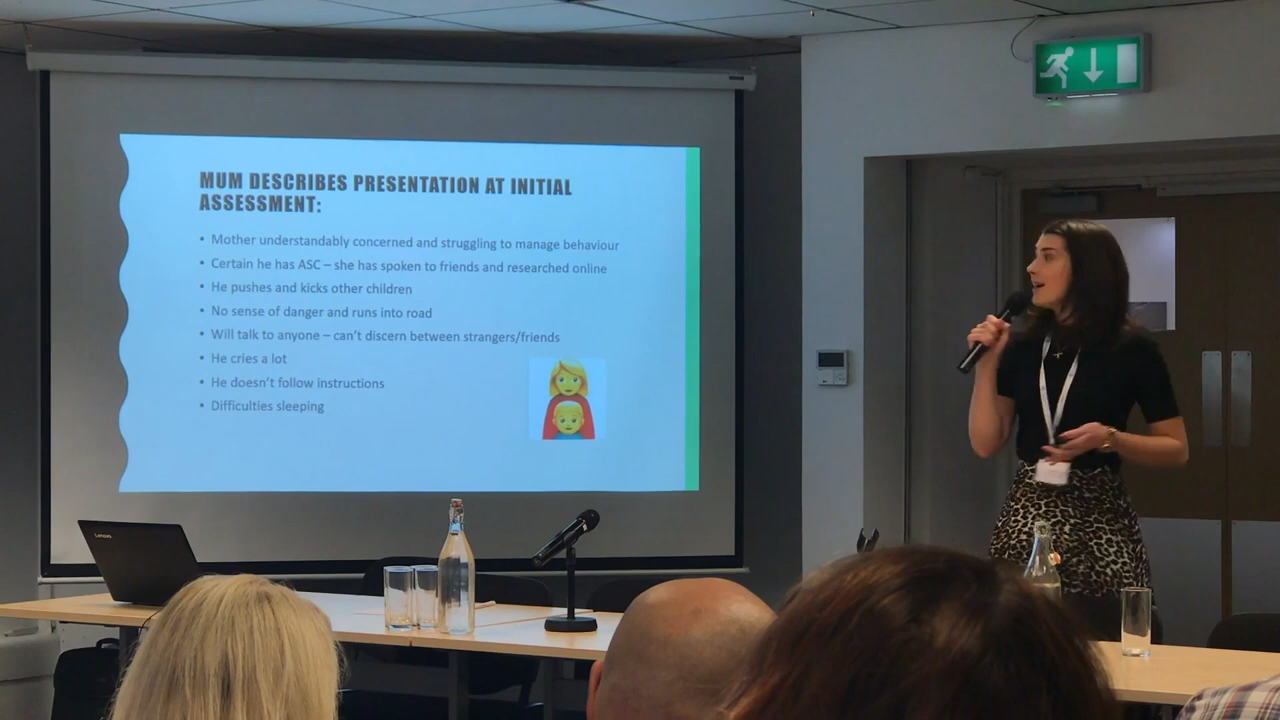 MUM DESCRIBES PRESENTATION AT INITIAL
ASSESSMENT:
• Mother understandably concerned and struggling to manage behaviour
• Certain he has ASC – she has spoken to friends and researched online
• He pushes and kicks other children
• No sense of danger and runs into road
• Will talk to anyone – can't discern between strangers/friends
• He cries a lot
• He doesn't follow instructions
• Difficulties sleeping
Lenovo